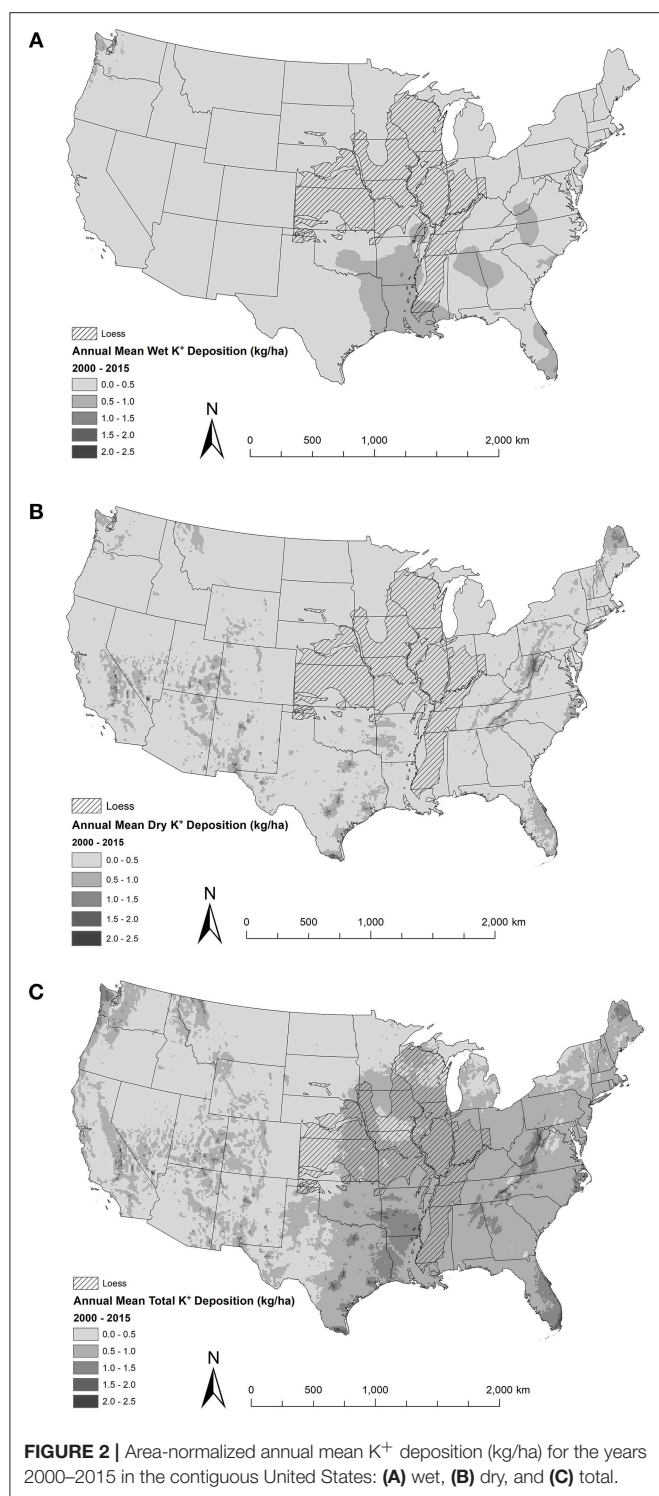 A
Loess
Annual Mean Wet K+ Deposition (kg/ha)
2000 - 2015
0.0 - 0.5
0.5 - 1.0
1.0 - 1.5
1.5 - 2.0
2.0 - 2.5
N
0 500 1,000 2,000 km
B
Loess
Annual Mean Dry K+ Deposition (kg/ha)
2000 - 2015
0.0 - 0.5
0.5 - 1.0
1.0 - 1.5
1.5 - 2.0
2.0 - 2.5
N
0 500 1,000 2,000 km
C
Loess
Annual Mean Total K+ Deposition (kg/ha)
2000 - 2015
0.0 - 0.5
0.5 - 1.0
1.0 - 1.5
1.5 - 2.0
2.0 - 2.5
N
0 500 1,000 2,000 km
FIGURE 2 | Area-normalized annual mean K+ deposition (kg/ha) for the years
2000–2015 in the contiguous United States: (A) wet, (B) dry, and (C) total.